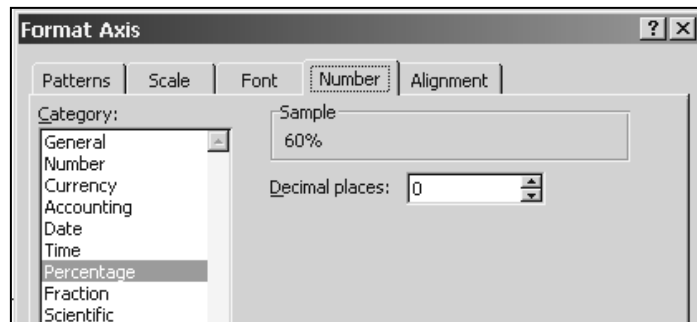 Format Axis
Patterns Scale Font Number Alignment
Category:
General
Number
Currency
Accounting
Date
Time
Percentage
Fraction
Scientific
Sample
60%
Decimal places: 0